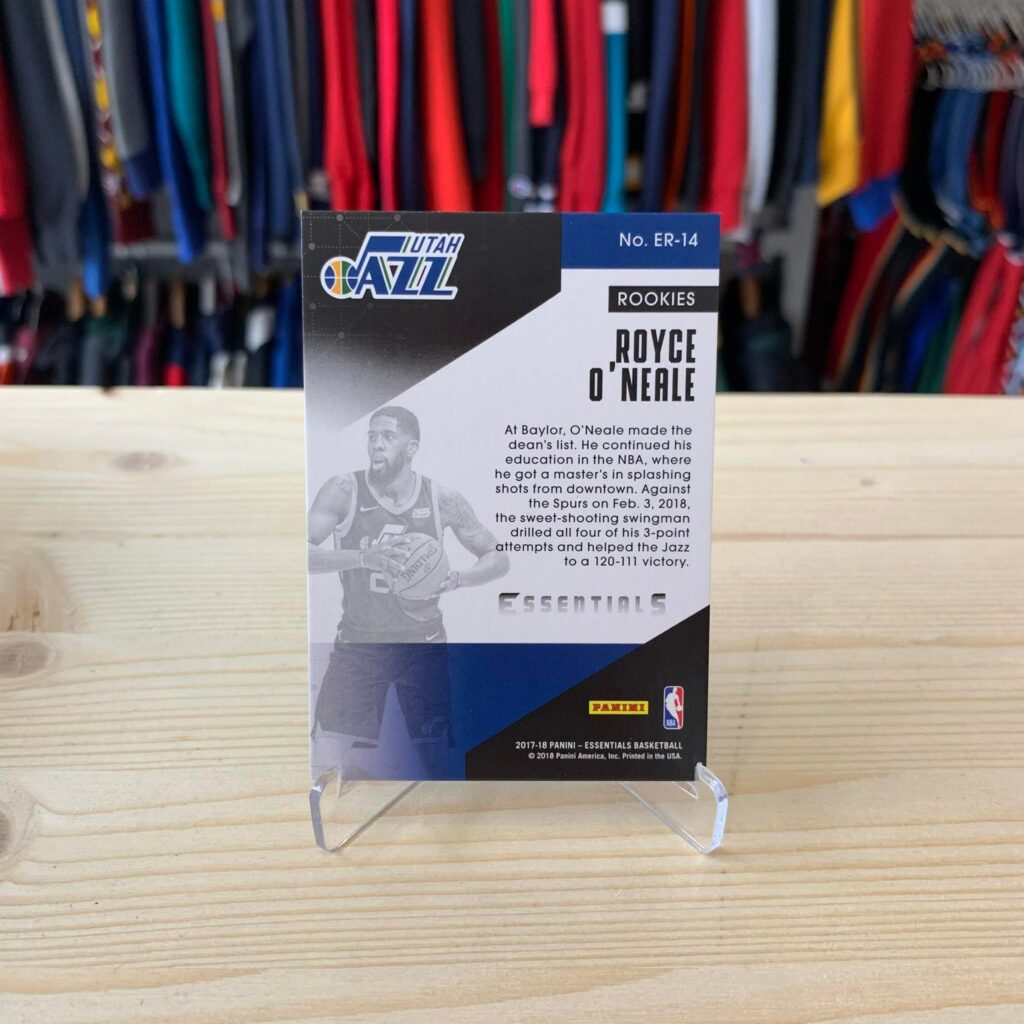 UTAH
JAZZ
No. ER-14
ROOKIES
ROYCE
O'NEALE
At Baylor, O'Neale made the
dean's list. He continued his
education in the NBA, where
he got a master's in splashing
shots from downtown. Against
the Spurs on Feb. 3, 2018,
the sweet-shooting swingman
drilled all four of his 3-point
attempts and helped the Jazz
to a 120-111 victory.
SPALDING
ESSENTIALS
PANINI
NBA
2017-18 PANINI – ESSENTIALS BASKETBALL
© 2018 Panini America, Inc. Printed in the USA.